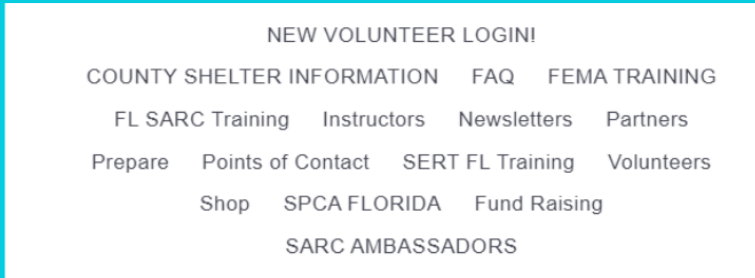 NEW VOLUNTEER LOGIN!
COUNTY SHELTER INFORMATION FAQ FEMA TRAINING
FL SARC Training Instructors Newsletters Partners
Prepare Points of Contact SERT FL Training Volunteers
Shop SPCA FLORIDA Fund Raising
SARC AMBASSADORS